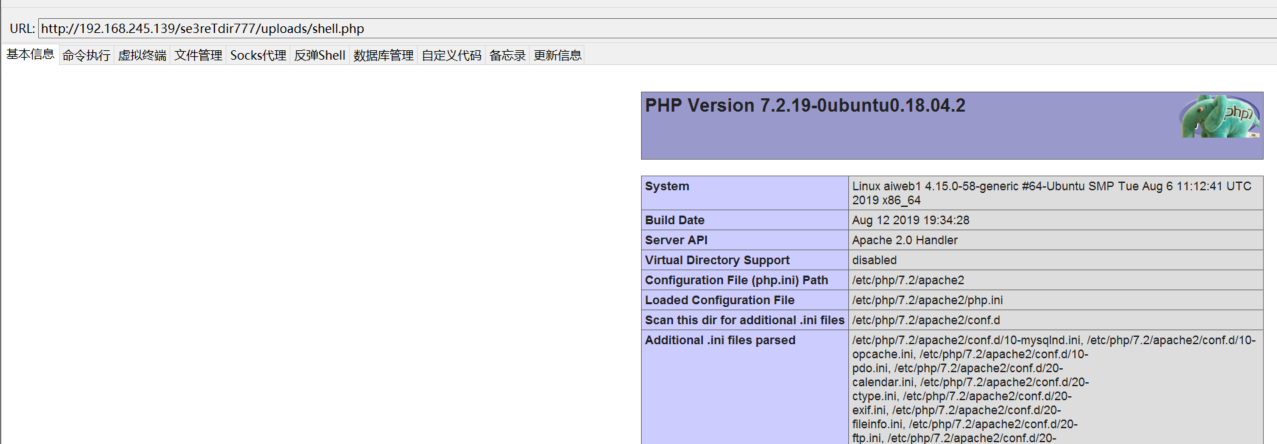 URL: http://192.168.245.139/se3reTdir777/uploads/shell.php
基本信息 命令执行 虚拟终端 文件管理 Socks代理 反弹Shell 数据库管理 自定义代码 备忘录 更新信息
PHP Version 7.2.19-0ubuntu0.18.04.2
php
System Linux aiweb1 4.15.0-58-generic #64-Ubuntu SMP Tue Aug 6 11:12:41 UTC
2019 x86_64
Build Date Aug 12 2019 19:34:28
Server API Apache 2.0 Handler
Virtual Directory Support disabled
Configuration File (php.ini) Path /etc/php/7.2/apache2
Loaded Configuration File /etc/php/7.2/apache2/php.ini
Scan this dir for additional .ini files /etc/php/7.2/apache2/conf.d
Additional .ini files parsed /etc/php/7.2/apache2/conf.d/10-mysqlnd.ini, /etc/php/7.2/apache2/conf.d/10-
opcache.ini, /etc/php/7.2/apache2/conf.d/10-
pdo.ini, /etc/php/7.2/apache2/conf.d/20-
calendar.ini, /etc/php/7.2/apache2/conf.d/20-
ctype.ini, /etc/php/7.2/apache2/conf.d/20-
exif.ini, /etc/php/7.2/apache2/conf.d/20-
fileinfo.ini, /etc/php/7.2/apache2/conf.d/20-
ftp.ini, /etc/php/7.2/apache2/conf.d/20-